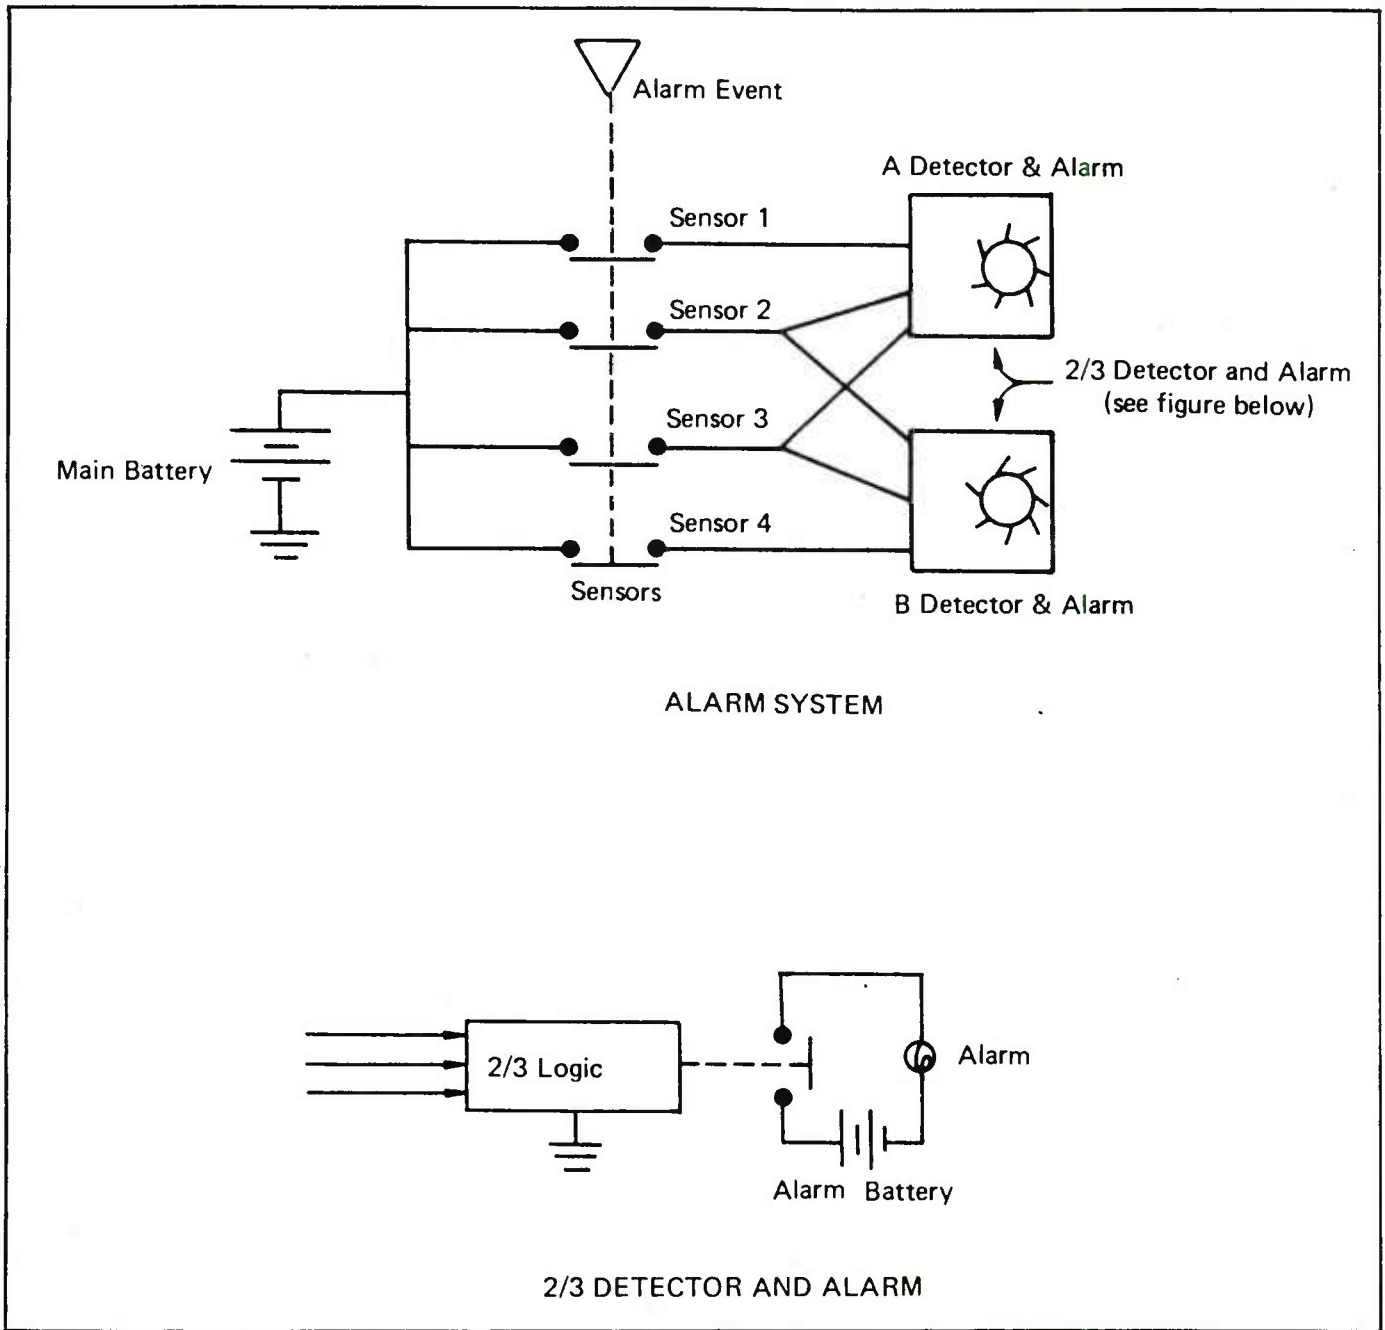 Alarm Event
A Detector & Alarm
Sensor 1
Sensor 2
2/3 Detector and Alarm
(see figure below)
Sensor 3
Main Battery
Sensor 4
Sensors
B Detector & Alarm
ALARM SYSTEM
2/3 Logic
Alarm
Alarm Battery
2/3 DETECTOR AND ALARM